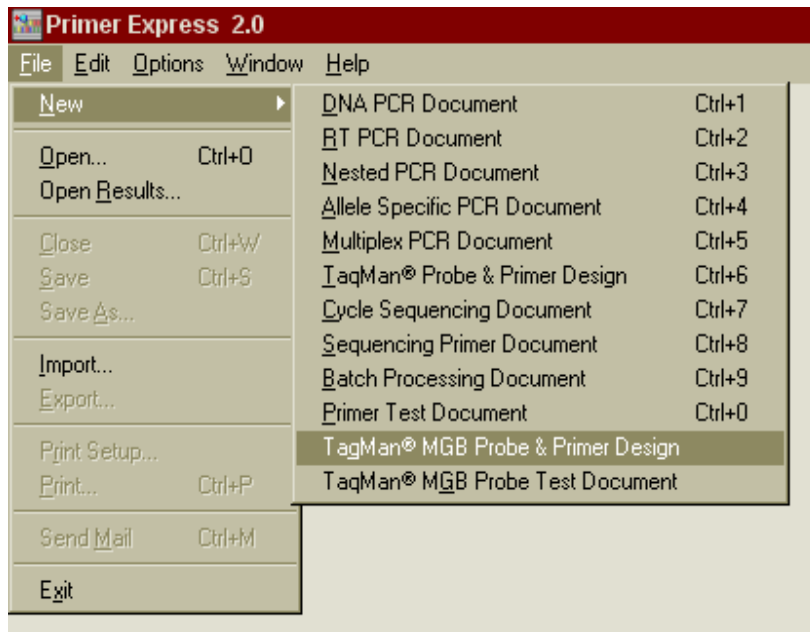 Primer Express 2.0
File Edit Options Window Help
New
Open... Ctrl+O
Open Results...
Close Ctrl+W
Save Ctrl+S
Save As...
Import...
Export...
Print Setup...
Print... Ctrl+P
Send Mail Ctrl+M
Exit
DNA PCR Document Ctrl+1
RT PCR Document Ctrl+2
Nested PCR Document Ctrl+3
Allele Specific PCR Document Ctrl+4
Multiplex PCR Document Ctrl+5
TaqMan® Probe & Primer Design Ctrl+6
Cycle Sequencing Document Ctrl+7
Sequencing Primer Document Ctrl+8
Batch Processing Document Ctrl+9
Primer Test Document Ctrl+0
TaqMan® MGB Probe & Primer Design
TaqMan® MGB Probe Test Document